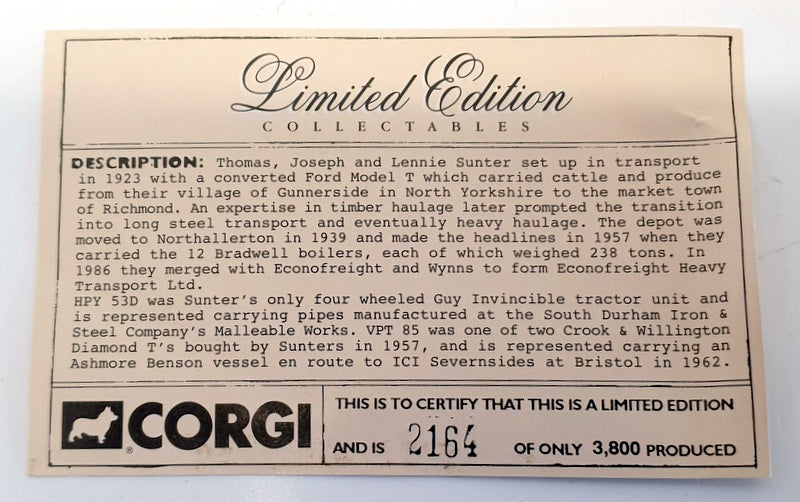 Limited Edition
COLLECTABLES
DESCRIPTION: Thomas, Joseph and Lennie Sunter set up in transport
in 1923 with a converted Ford Model T which carried cattle and produce
from their village of Gunnerside in North Yorkshire to the market town
of Richmond. An expertise in timber haulage later prompted the transition
into long steel transport and eventually heavy haulage. The depot was
moved to Northallerton in 1939 and made the headlines in 1957 when they
carried the 12 Bradwell boilers, each of which weighed 238 tons. In
1986 they merged with Econofreight and Wynns to form Econofreight Heavy
Transport Ltd.
HPY 53D was Sunter's only four wheeled Guy Invincible tractor unit and
is represented carrying pipes manufactured at the South Durham Iron &
Steel Company's Malleable Works. VPT 85 was one of two Crook & Willington
Diamond T's bought by Sunters in 1957, and is represented carrying an
Ashmore Benson vessel en route to ICI Severnsides at Bristol in 1962.
® CORGI
THIS IS TO CERTIFY THAT THIS IS A LIMITED EDITION
AND IS 2164 OF ONLY 3,800 PRODUCED